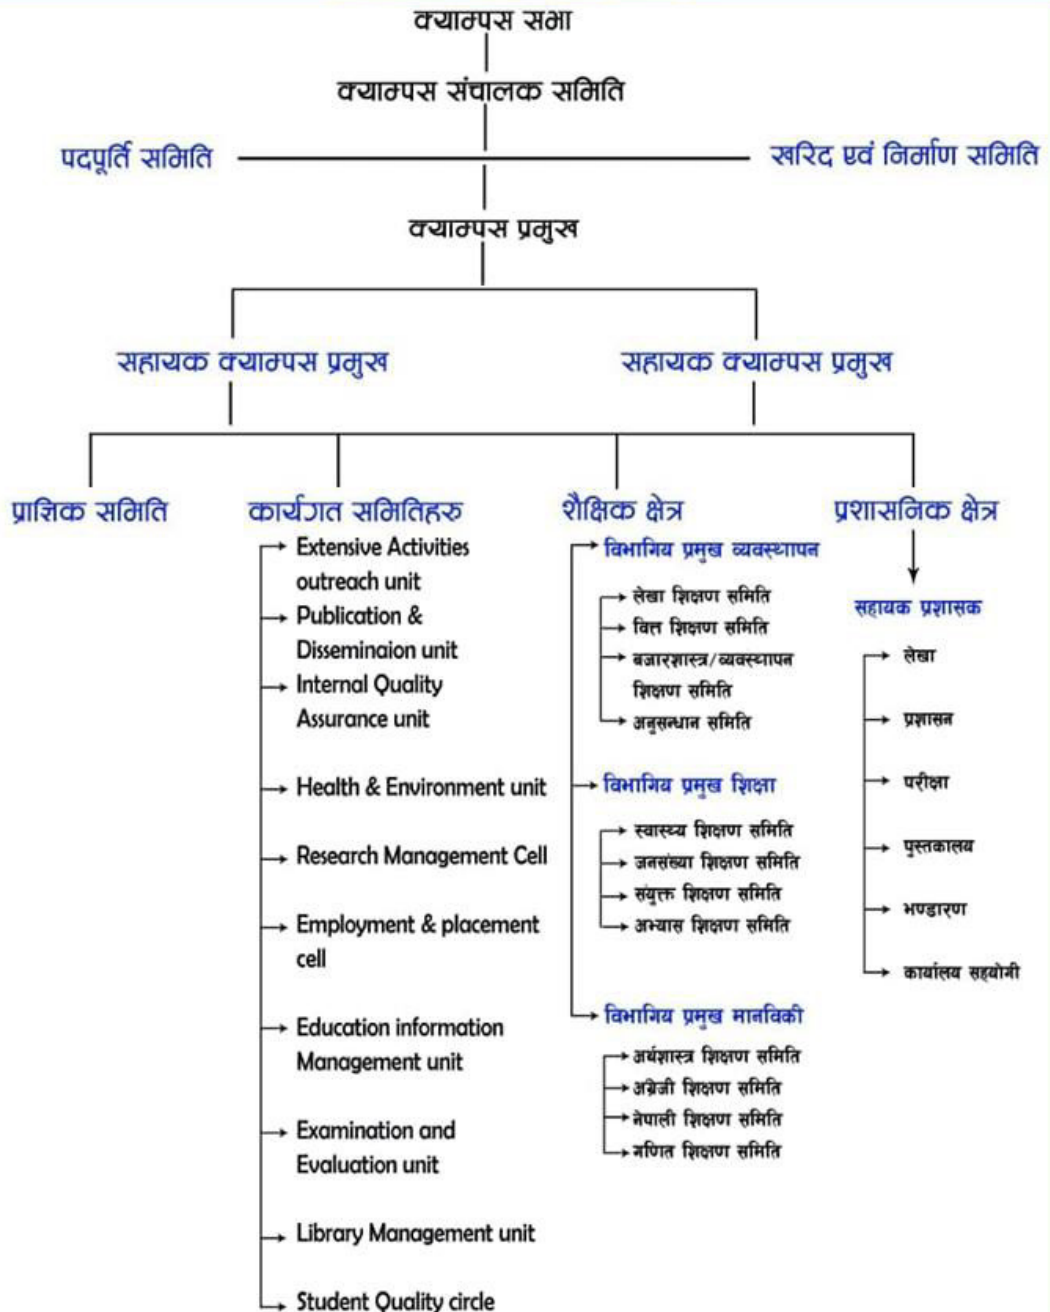 क्याम्पस सभा
क्याम्पस संचालक समिति
पदपूर्ति समिति
खरिद एवं निर्माण समिति
क्याम्पस प्रमुख
सहायक क्याम्पस प्रमुख
सहायक क्याम्पस प्रमुख
प्राज्ञिक समिति
कार्यगत समितिहरु
Extensive Activities
outreach unit
Publication &
Disseminaion unit
Internal Quality
Assurance unit
Health & Environment unit
Research Management Cell
Employment & placement
cell
Education information
Management unit
Examination and
Evaluation unit
Library Management unit
Student Quality circle
शैक्षिक क्षेत्र
विभागिय प्रमुख व्यवस्थापन
लेखा शिक्षण समिति
वित्त शिक्षण समिति
बजारशास्त्र/व्यवस्थापन
शिक्षण समिति
अनुसन्धान समिति
विभागिय प्रमुख शिक्षा
स्वास्थ्य शिक्षण समिति
जनसंख्या शिक्षण समिति
संयुक्त शिक्षण समिति
अभ्यास शिक्षण समिति
विभागिय प्रमुख मानविकी
अर्थशास्त्र शिक्षण समिति
अंग्रेजी शिक्षण समिति
नेपाली शिक्षण समिति
गणित शिक्षण समिति
प्रशासनिक क्षेत्र
सहायक प्रशासक
लेखा
प्रशासन
परीक्षा
पुस्तकालय
भण्डारण
कार्यालय सहयोगी